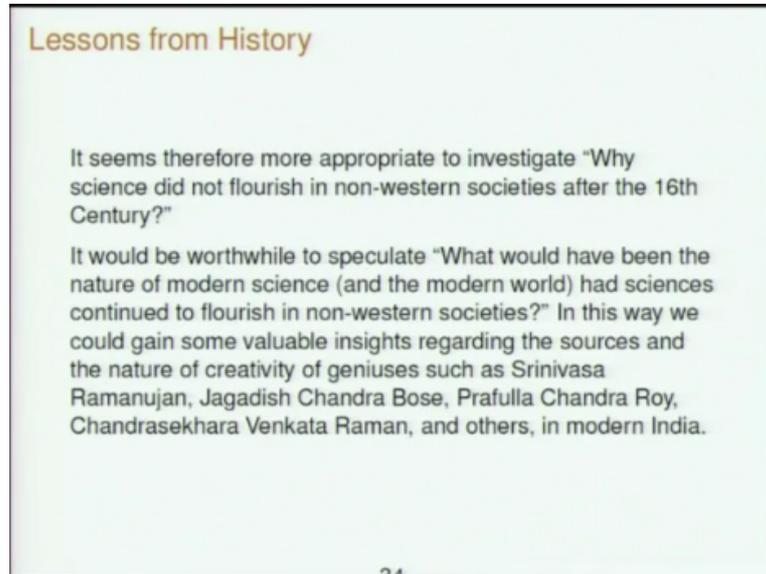 Lessons from History
It seems therefore more appropriate to investigate “Why
science did not flourish in non-western societies after the 16th
Century?”
It would be worthwhile to speculate “What would have been the
nature of modern science (and the modern world) had sciences
continued to flourish in non-western societies?” In this way we
could gain some valuable insights regarding the sources and
the nature of creativity of geniuses such as Srinivasa
Ramanujan, Jagadish Chandra Bose, Prafulla Chandra Roy,
Chandrasekhara Venkata Raman, and others, in modern India.